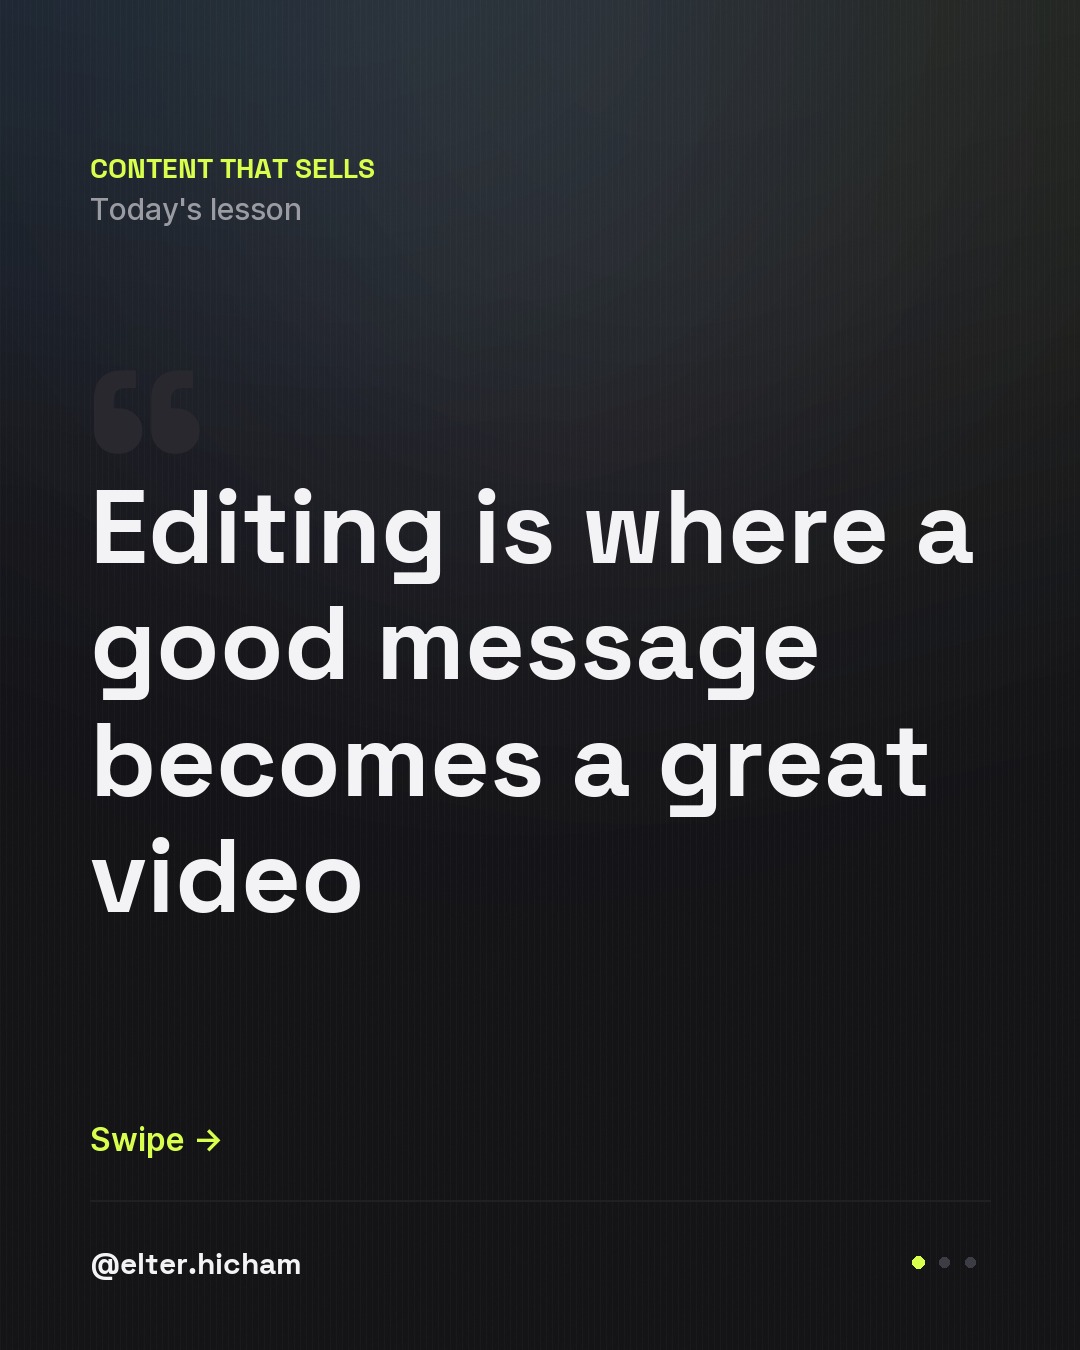 CONTENT THAT SELLS
Today's lesson
“
Editing is where a
good message
becomes a great
video
Swipe →
@elter.hicham